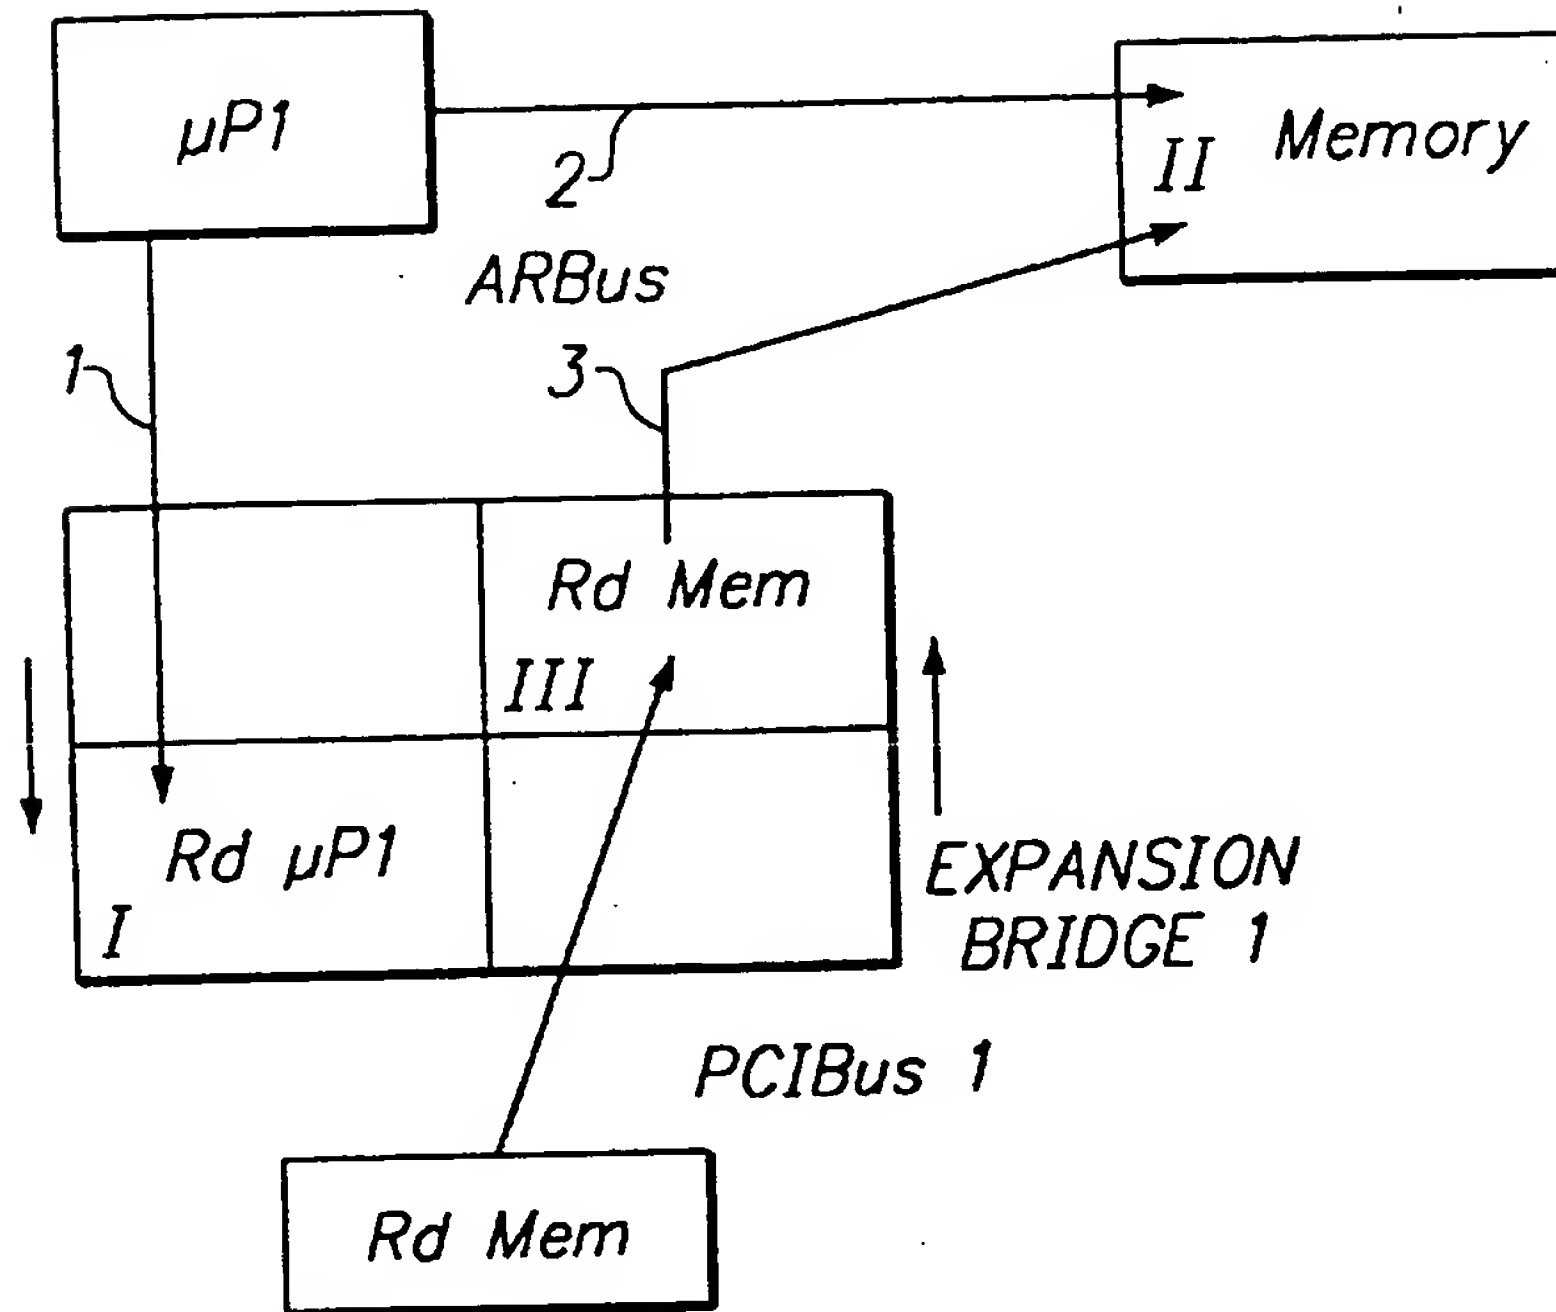 µP1
Memory
II
2
ARBus
1
3
Rd Mem
III
Rd µP1
I
EXPANSION
BRIDGE 1
PCIBus 1
Rd Mem